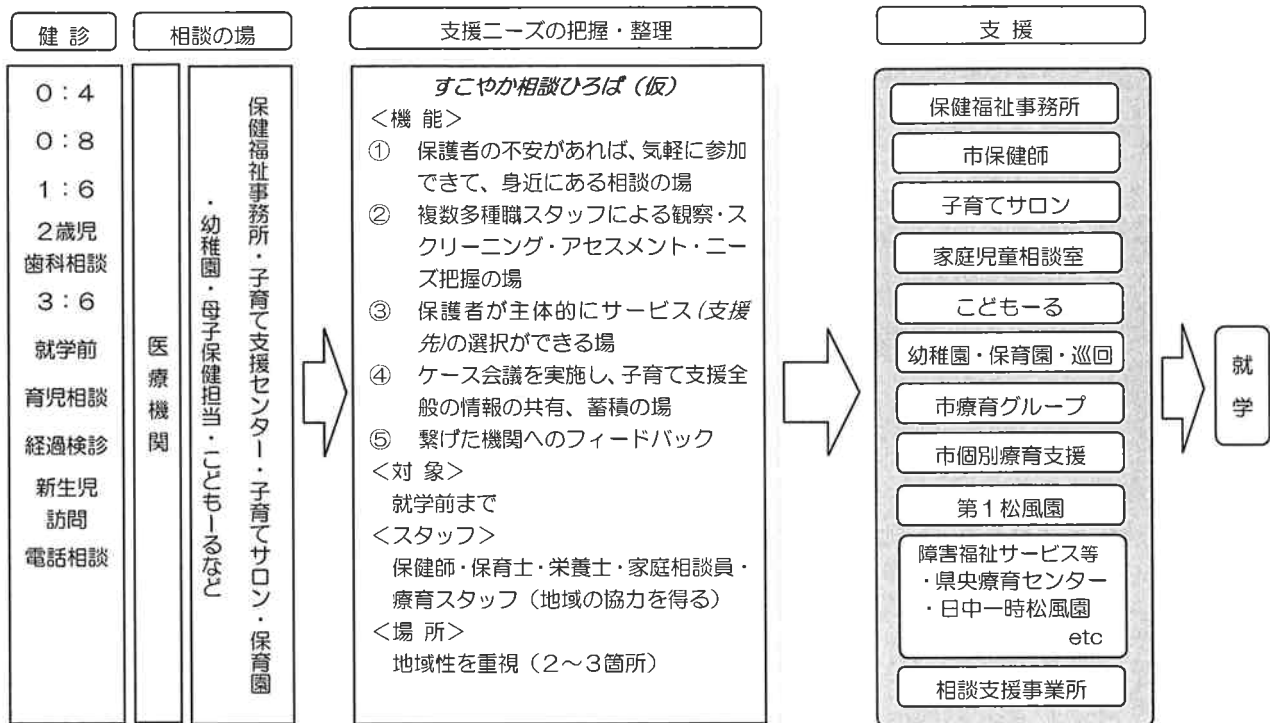 健 診
相談の場
支援ニーズの把握・整理
支 援
0：4
0：8
1：6
2歳児
歯科相談
3：6
就学前
育児相談
経過検診
新生児
訪問
電話相談
医療機関
保健福祉事務所・子育て支援センター・子育てサロン・保育園
・幼稚園・母子保健担当・こどもーるなど
すこやか相談ひろば（仮）
＜機 能＞
① 保護者の不安があれば、気軽に参加
できて、身近にある相談の場
② 複数多種職スタッフによる観察・ス
クリーニング・アセスメント・ニー
ズ把握の場
③ 保護者が主体的にサービス(支援
先)の選択ができる場
④ ケース会議を実施し、子育て支援全
般の情報の共有、蓄積の場
⑤ 繋げた機関へのフィードバック
＜対 象＞
就学前まで
＜スタッフ＞
保健師・保育士・栄養士・家庭相談員・
療育スタッフ（地域の協力を得る）
＜場 所＞
地域性を重視（2～3箇所）
保健福祉事務所
市保健師
子育てサロン
家庭児童相談室
こどもーる
幼稚園・保育園・巡回
市療育グループ
市個別療育支援
第1松風園
障害福祉サービス等
・県央療育センター
・日中一時松風園
etc
相談支援事業所
就学